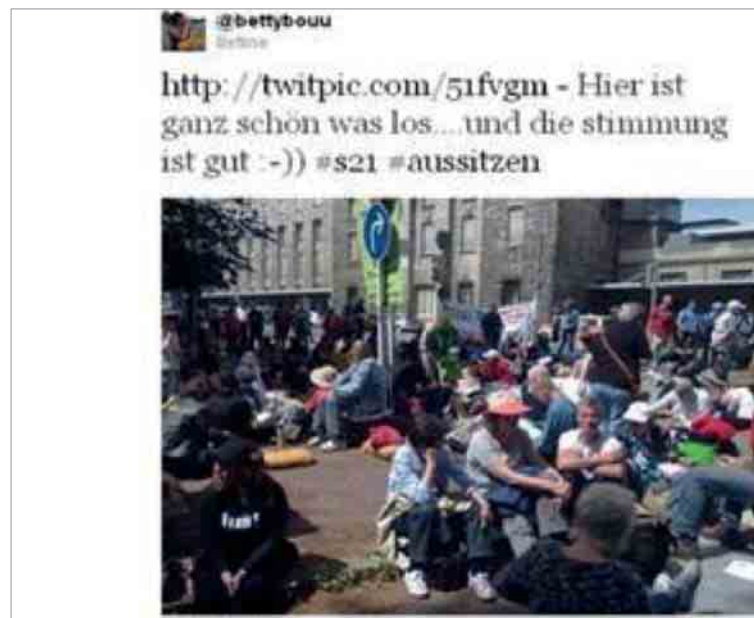 @bettybouu
http://twitpic.com/51fvgm - Hier ist
ganz schön was los....und die stimmung
ist gut :-)) #s21 #aussitzen